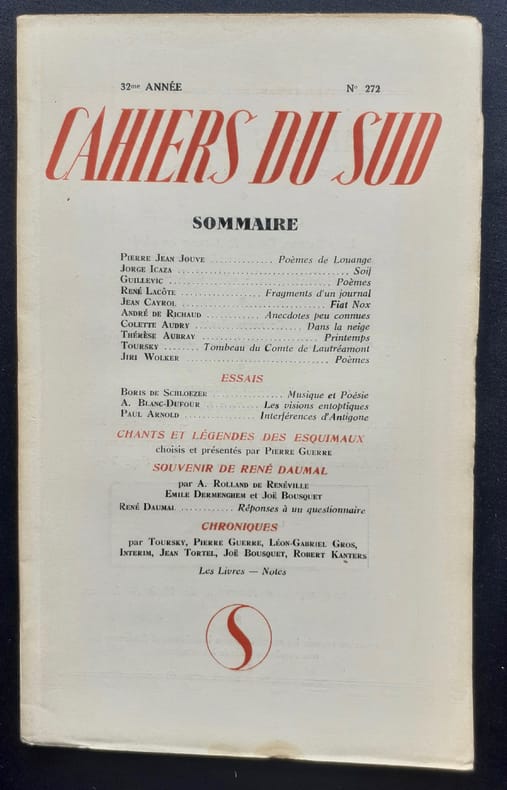 32me ANNÉE N° 272
CAHIERS DU SUD
SOMMAIRE
PIERRE JEAN JOUVE .............. Poèmes de Louange
JORGE ICAZA ........................................ Soif
GUILLEVIC ........................................ Poèmes
RENÉ LACÔTE .................. Fragments d'un journal
JEAN CAYROL .................................. Fiat Nox
ANDRÉ DE RICHAUD ............ Anecdotes peu connues
COLETTE AUDRY ........................ Dans la neige
THÉRÈSE AUBRAY ........................ Printemps
TOURSKY ........ Tombeau du Comte de Lautréamont
JIRI WOLKER ................................ Poèmes
ESSAIS
BORIS DE SCHLOEZER .................. Musique et Poésie
A. BLANC-DUFOUR ............ Les visions entoptiques
PAUL ARNOLD ................ Interférences d'Antigone
CHANTS ET LÉGENDES DES ESQUIMAUX
choisis et présentés par PIERRE GUERRE
SOUVENIR DE RENÉ DAUMAL
par A. ROLLAND DE RENÉVILLE
EMILE DERMENGHEM et JOË BOUSQUET
RENÉ DAUMAL ............ Réponses à un questionnaire
CHRONIQUES
par TOURSKY, PIERRE GUERRE, LÉON-GABRIEL GROS,
INTERIM, JEAN TORTEL, JOË BOUSQUET, ROBERT KANTERS
Les Livres — Notes
S